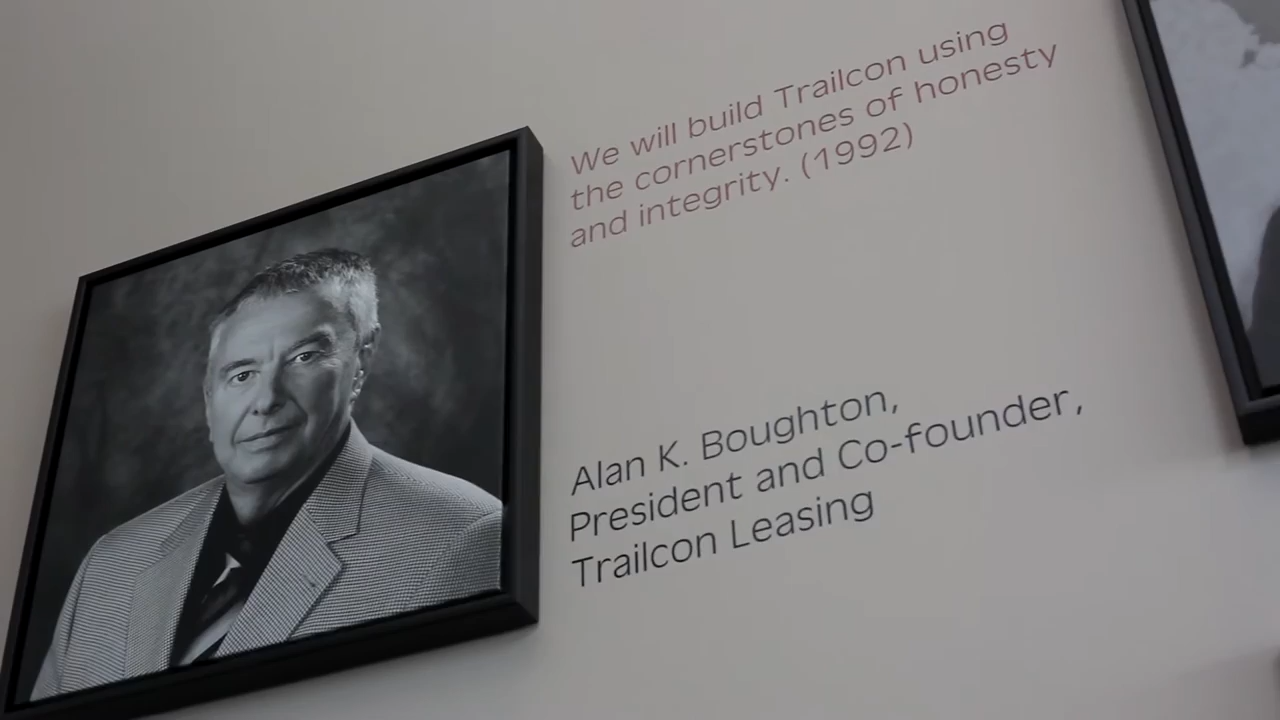 We will build Trailcon using
the cornerstones of honesty
and integrity. (1992)
Alan K. Boughton,
President and Co-founder,
Trailcon Leasing